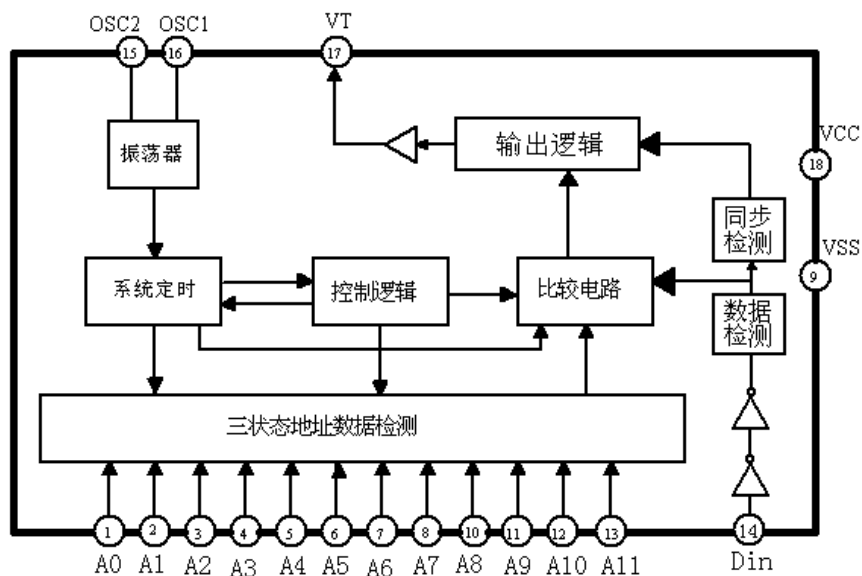 OSC2 OSC1 VT
15 16 17
振荡器
输出逻辑
VCC
18
同步
检测
VSS
9
系统定时
控制逻辑
比较电路
数据
检测
三状态地址数据检测
1 2 3 4 5 6 7 8 10 11 12 13 14
A0 A1 A2 A3 A4 A5 A6 A7 A8 A9 A10 A11 Din